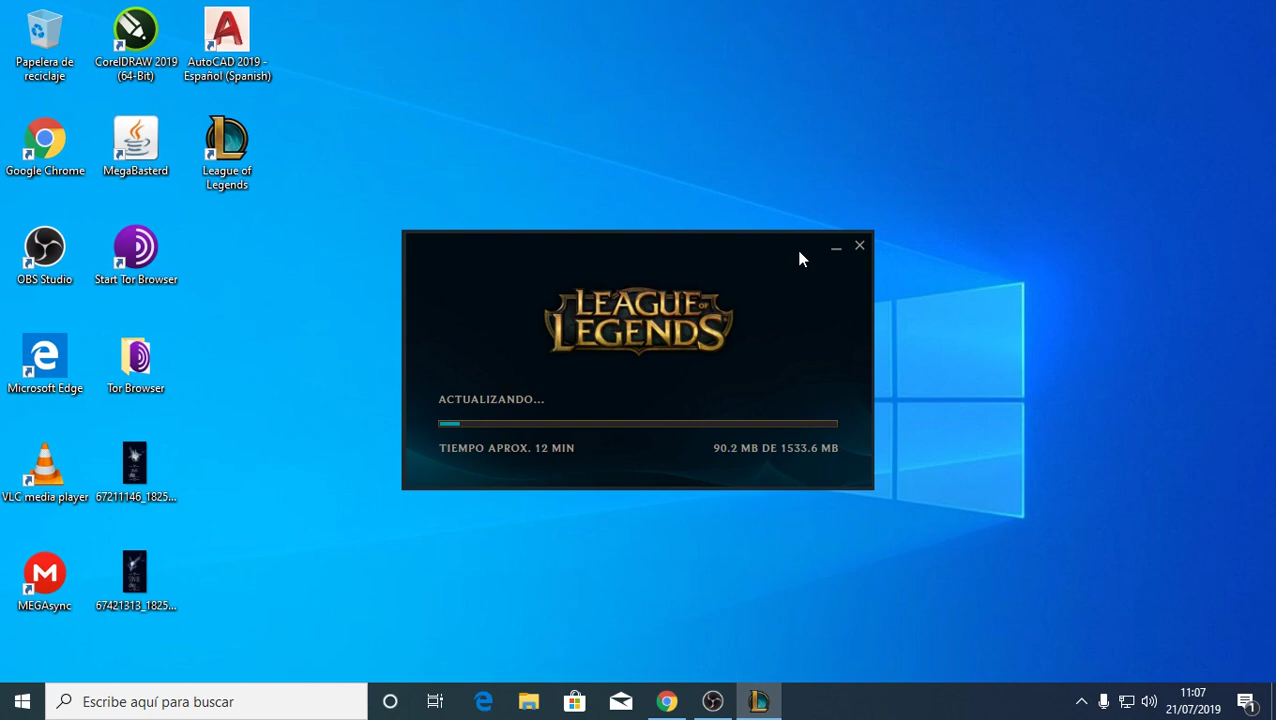 Papelera de
reciclaje
CorelDRAW 2019
(64-Bit)
AutoCAD 2019 -
Español (Spanish)
Google Chrome
MegaBasterd
League of
Legends
OBS Studio
Start Tor Browser
Microsoft Edge
Tor Browser
VLC media player
67211146_1825...
MEGAsync
67421313_1825...
LEAGUE OF
LEGENDS
ACTUALIZANDO...
TIEMPO APROX. 12 MIN
90.2 MB DE 1533.6 MB
Escribe aquí para buscar
11:07
21/07/2019
1